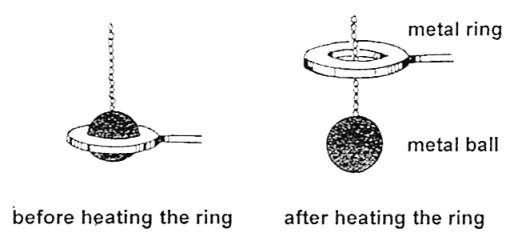 metal ring
metal ball
before heating the ring
after heating the ring